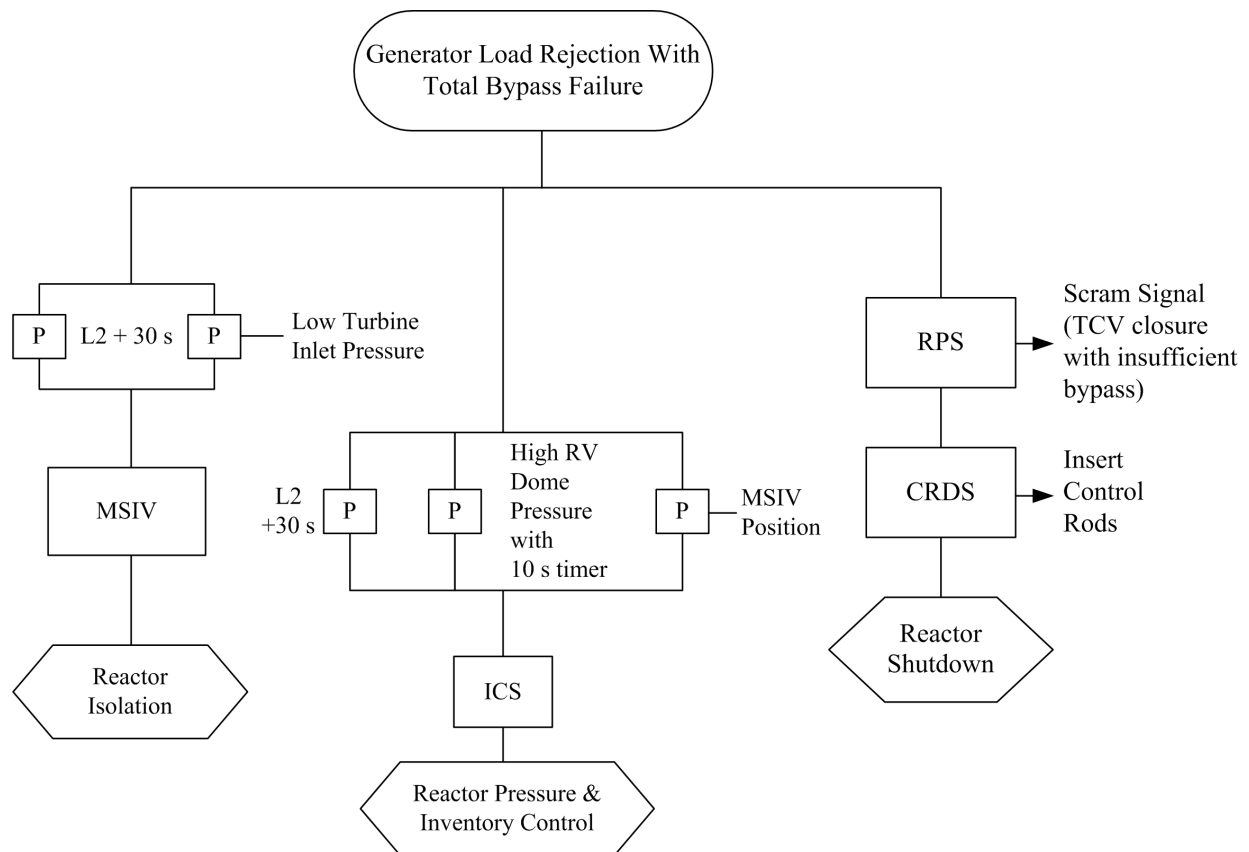 Generator Load Rejection With
Total Bypass Failure
P
L2 + 30 s
P
Low Turbine
Inlet Pressure
MSIV
Reactor
Isolation
L2
+30 s
P
P
High RV
Dome
Pressure
with
10 s timer
P
MSIV
Position
ICS
Reactor Pressure &
Inventory Control
RPS
Scram Signal
(TCV closure
with insufficient
bypass)
CRDS
Insert
Control
Rods
Reactor
Shutdown